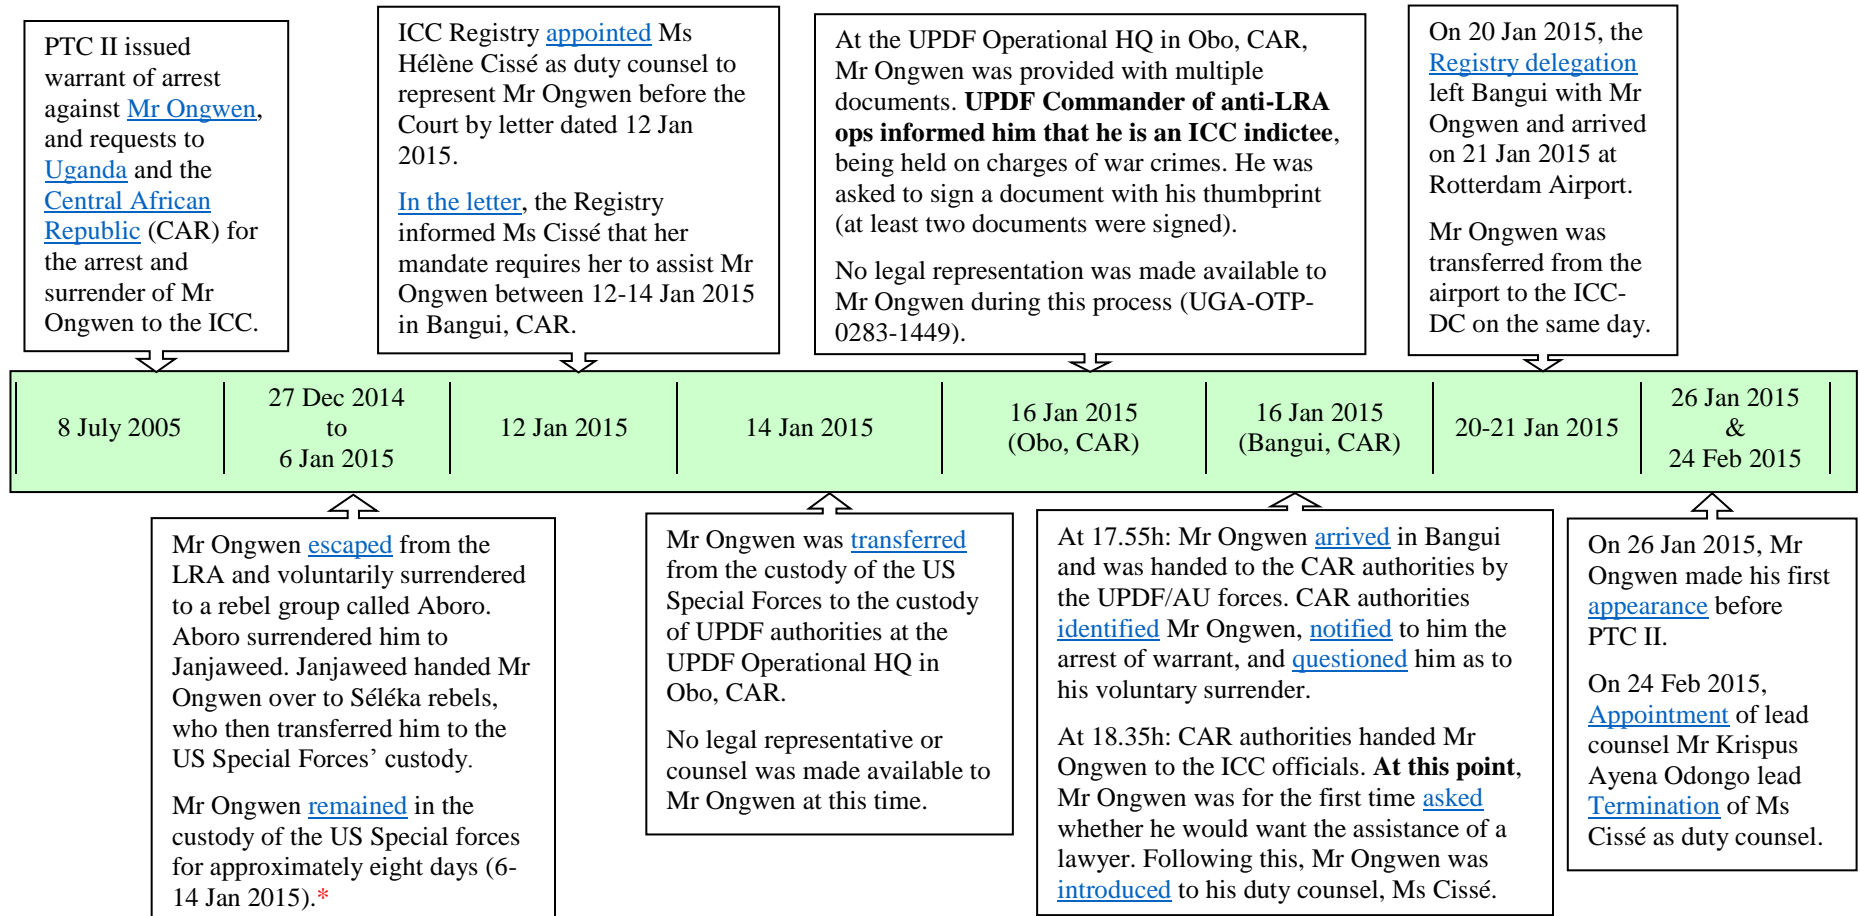 PTC II issued
warrant of arrest
against Mr Ongwen,
and requests to
Uganda and the
Central African
Republic (CAR) for
the arrest and
surrender of Mr
Ongwen to the ICC.
ICC Registry appointed Ms
Hélène Cissé as duty counsel to
represent Mr Ongwen before the
Court by letter dated 12 Jan
2015.
In the letter, the Registry
informed Ms Cissé that her
mandate requires her to assist Mr
Ongwen between 12-14 Jan 2015
in Bangui, CAR.
At the UPDF Operational HQ in Obo, CAR,
Mr Ongwen was provided with multiple
documents. UPDF Commander of anti-LRA
ops informed him that he is an ICC indictee,
being held on charges of war crimes. He was
asked to sign a document with his thumbprint
(at least two documents were signed).
No legal representation was made available to
Mr Ongwen during this process (UGA-OTP-
0283-1449).
On 20 Jan 2015, the
Registry delegation
left Bangui with Mr
Ongwen and arrived
on 21 Jan 2015 at
Rotterdam Airport.
Mr Ongwen was
transferred from the
airport to the ICC-
DC on the same day.
8 July 2005
27 Dec 2014
to
6 Jan 2015
12 Jan 2015
14 Jan 2015
16 Jan 2015
(Obo, CAR)
16 Jan 2015
(Bangui, CAR)
20-21 Jan 2015
26 Jan 2015
&
24 Feb 2015
Mr Ongwen escaped from the
LRA and voluntarily surrendered
to a rebel group called Aboro.
Aboro surrendered him to
Janjaweed. Janjaweed handed Mr
Ongwen over to Séléka rebels,
who then transferred him to the
US Special Forces’ custody.
Mr Ongwen remained in the
custody of the US Special forces
for approximately eight days (6-
14 Jan 2015).*
Mr Ongwen was transferred
from the custody of the US
Special Forces to the custody
of UPDF authorities at the
UPDF Operational HQ in
Obo, CAR.
No legal representative or
counsel was made available to
Mr Ongwen at this time.
At 17.55h: Mr Ongwen arrived in Bangui
and was handed to the CAR authorities by
the UPDF/AU forces. CAR authorities
identified Mr Ongwen, notified to him the
arrest of warrant, and questioned him as to
his voluntary surrender.
At 18.35h: CAR authorities handed Mr
Ongwen to the ICC officials. At this point,
Mr Ongwen was for the first time asked
whether he would want the assistance of a
lawyer. Following this, Mr Ongwen was
introduced to his duty counsel, Ms Cissé.
On 26 Jan 2015, Mr
Ongwen made his first
appearance before
PTC II.
On 24 Feb 2015,
Appointment of lead
counsel Mr Krispus
Ayena Odongo lead
Termination of Ms
Cissé as duty counsel.